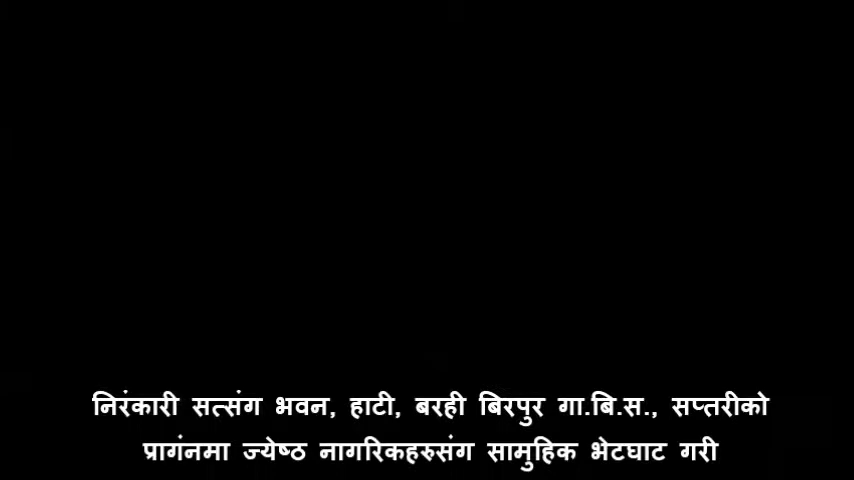 निरंकारी सत्संग भवन, हाटी, बरही बिरपुर गा.बि.स., सप्तरीको
प्रागंनमा ज्येष्ठ नागरिकहरुसंग सामुहिक भेटघाट गरी